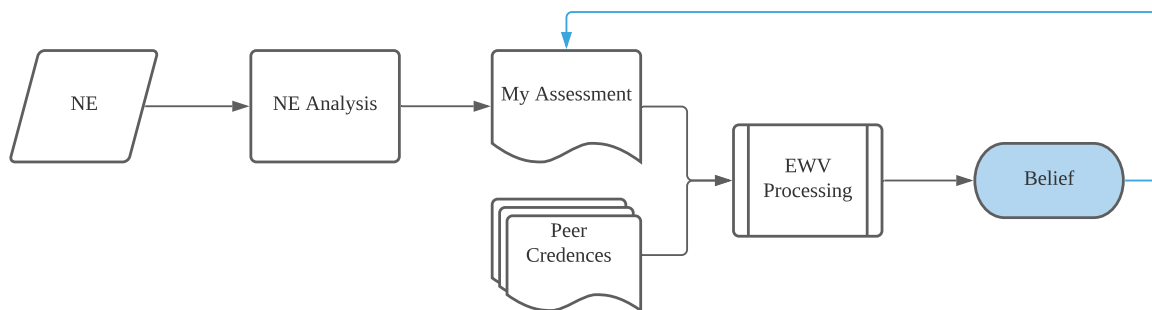 NE
NE Analysis
My Assessment
Peer
Credences
EWV
Processing
Belief